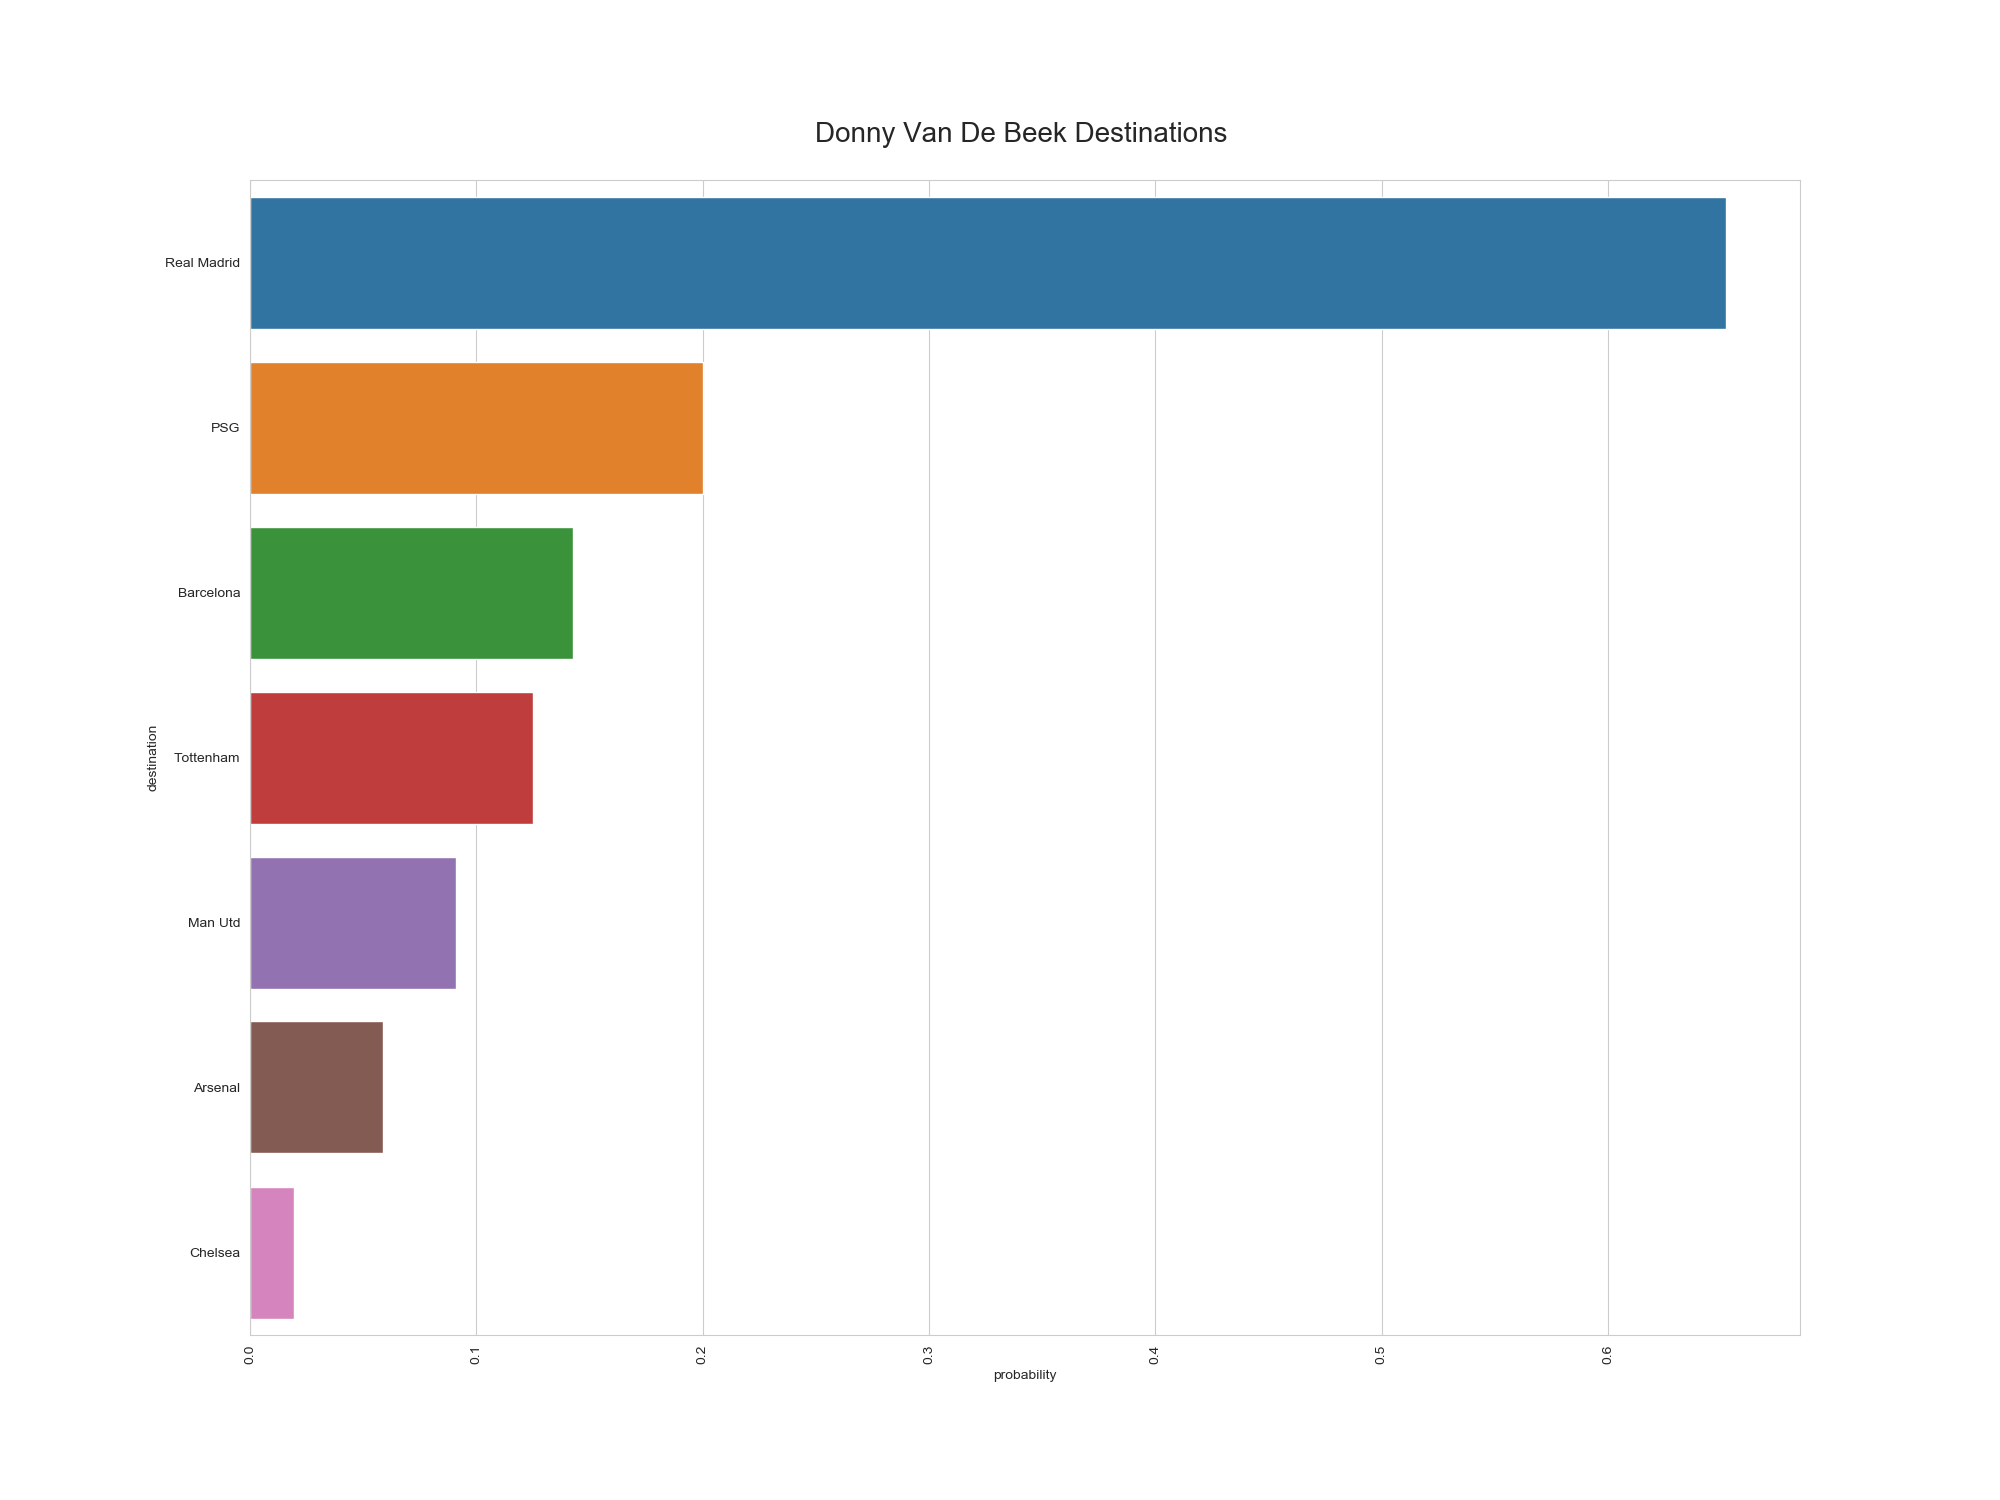 Donny Van De Beek Destinations
Real Madrid
PSG
Barcelona
Tottenham
Man Utd
Arsenal
Chelsea
destination
0.0 0.1 0.2 0.3 0.4 0.5 0.6
probability